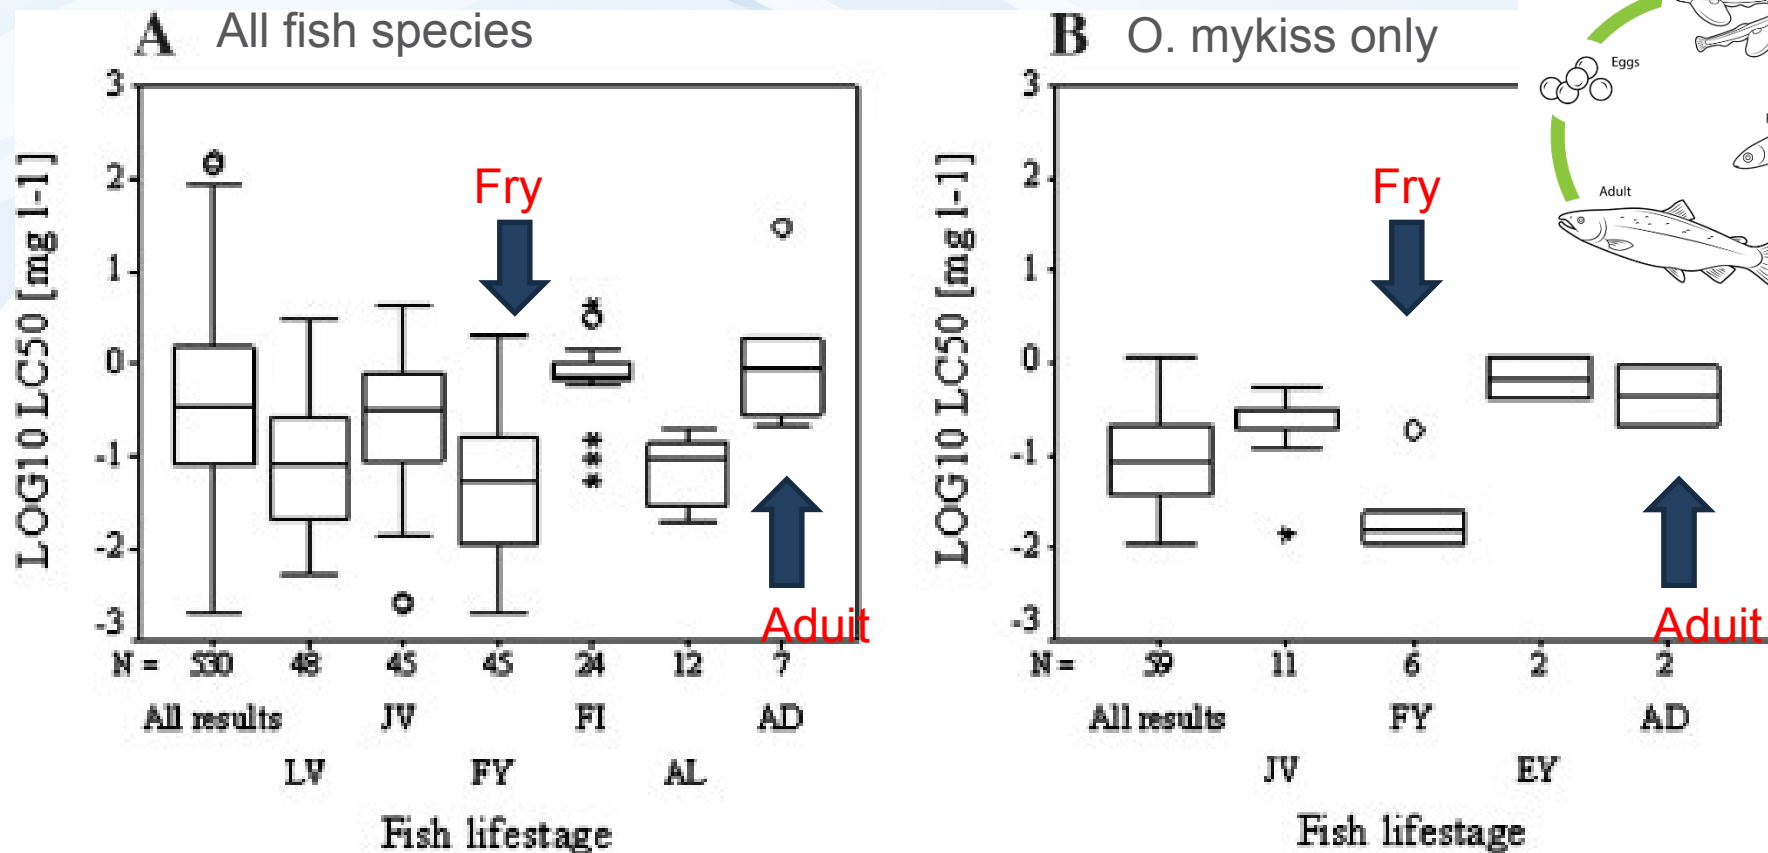 A All fish species
LOG10 LC50 [mg l-1]
3
2
1
0
-1
-2
-3
Fry
Aduit
N = 530 48 45 45 24 12 7
All results JV FI AD
LV FY AL
Fish lifestage
B O. mykiss only
LOG10 LC50 [mg l-1]
3
2
1
0
-1
-2
-3
Fry
Aduit
N = 59 11 6 2 2
All results FY AD
JV EY
Fish lifestage
Eggs
Adult